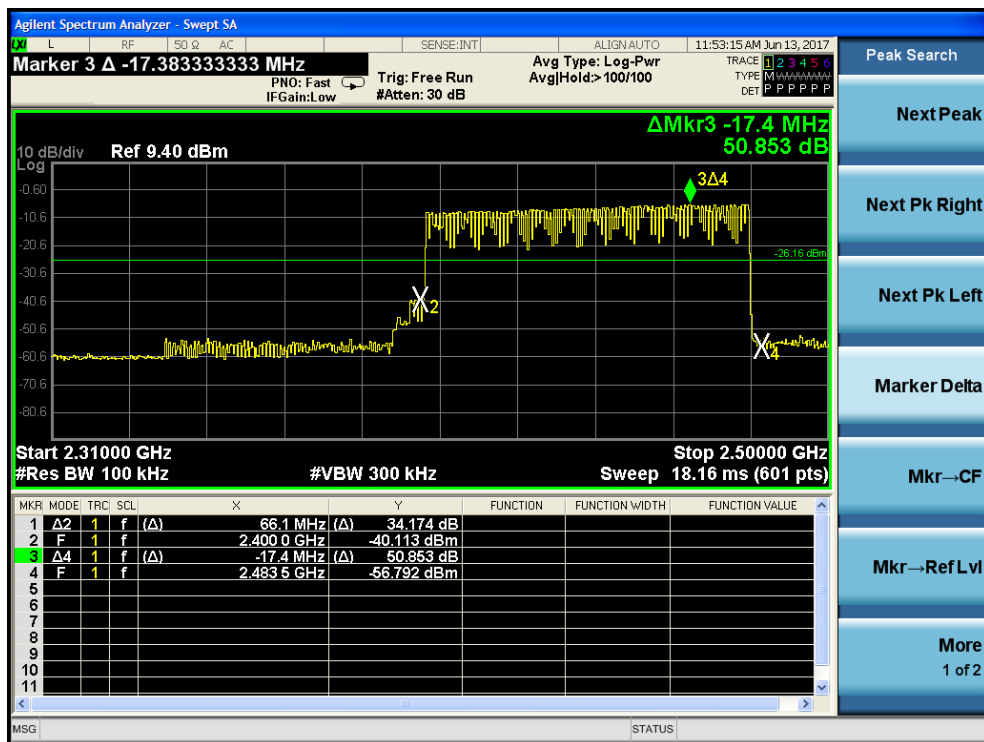 Agilent Spectrum Analyzer - Swept SA
LXI L RF 50 Ω AC SENSE:INT ALIGN AUTO 11:53:15 AM Jun 13, 2017
Marker 3 Δ -17.383333333 MHz
PNO: Fast
IFGain:Low
Trig: Free Run
#Atten: 30 dB
Avg Type: Log-Pwr
Avg|Hold:>100/100
TRACE 1 2 3 4 5 6
TYPE M WWWWW
DET P P P P P P
ΔMkr3 -17.4 MHz
50.853 dB
10 dB/div Ref 9.40 dBm
Log
-0.60
-10.6
-20.6
-30.6
-40.6
-50.6
-60.6
-70.6
-80.6
3Δ4
-26.16 dBm
2
4
Start 2.31000 GHz Stop 2.50000 GHz
#Res BW 100 kHz #VBW 300 kHz Sweep 18.16 ms (601 pts)
MKR MODE TRC SCL X Y FUNCTION FUNCTION WIDTH FUNCTION VALUE
1 Δ2 1 f (Δ) 66.1 MHz (Δ) 34.174 dB
2 F 1 f 2.400 0 GHz -40.113 dBm
3 Δ4 1 f (Δ) -17.4 MHz (Δ) 50.853 dB
4 F 1 f 2.483 5 GHz -56.792 dBm
5
6
7
8
9
10
11
MSG STATUS
Peak Search
Next Peak
Next Pk Right
Next Pk Left
Marker Delta
Mkr→CF
Mkr→Ref Lvl
More
1 of 2